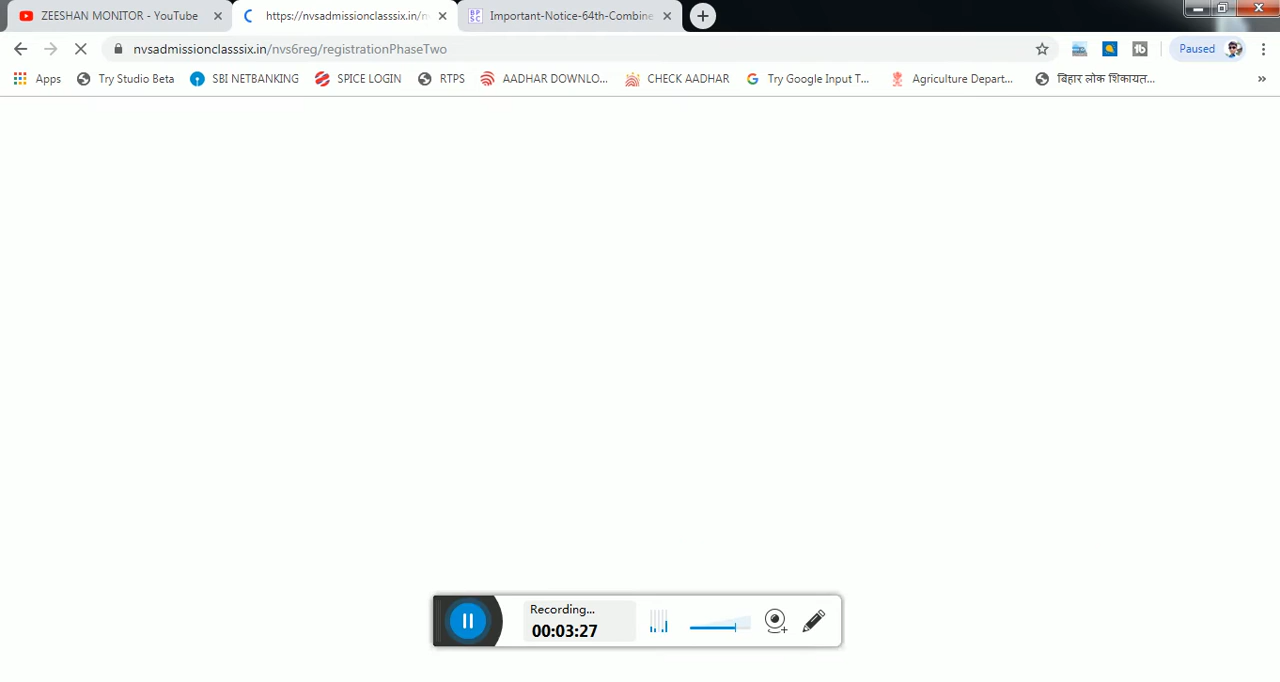 ZEESHAN MONITOR - YouTube
https://nvsadmissionclasssix.in/n
Important-Notice-64th-Combine
nvsadmissionclasssix.in/nvs6reg/registrationPhaseTwo
Paused
Apps
Try Studio Beta
SBI NETBANKING
SPICE LOGIN
RTPS
AADHAR DOWNLO...
CHECK AADHAR
Try Google Input T...
Agriculture Depart...
बिहार लोक शिकायत...
»
Recording...
00:03:27